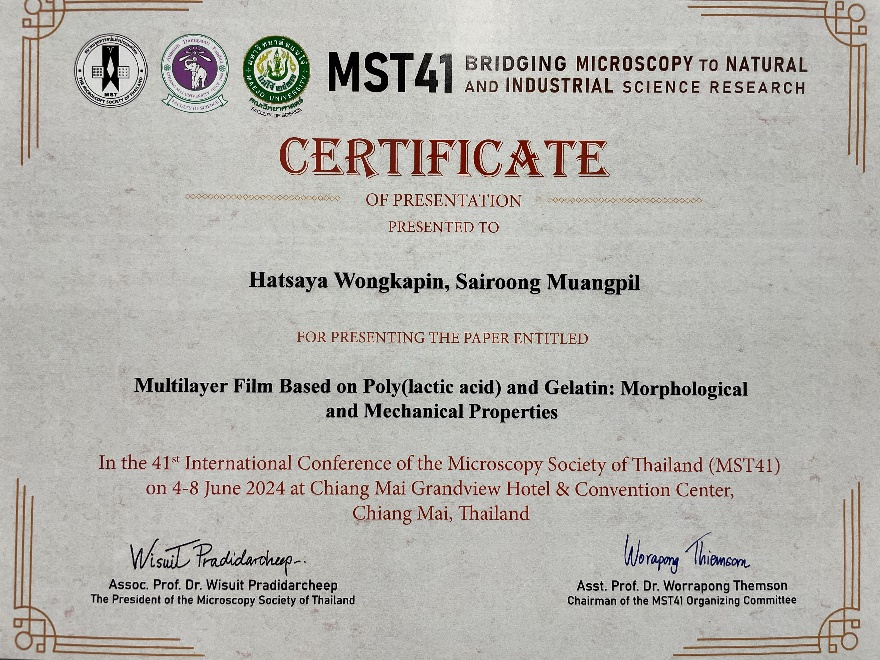 MST41 BRIDGING MICROSCOPY TO NATURAL
AND INDUSTRIAL SCIENCE RESEARCH
CERTIFICATE
OF PRESENTATION
PRESENTED TO
Hatsaya Wongkapin, Sairoong Muangpil
FOR PRESENTING THE PAPER ENTITLED
Multilayer Film Based on Poly(lactic acid) and Gelatin: Morphological
and Mechanical Properties
In the 41st International Conference of the Microscopy Society of Thailand (MST41)
on 4-8 June 2024 at Chiang Mai Grandview Hotel & Convention Center,
Chiang Mai, Thailand
Wisuit Pradidarcheep
Assoc. Prof. Dr. Wisuit Pradidarcheep
The President of the Microscopy Society of Thailand
Worapong Thiemsorn
Asst. Prof. Dr. Worrapong Themson
Chairman of the MST41 Organizing Committee